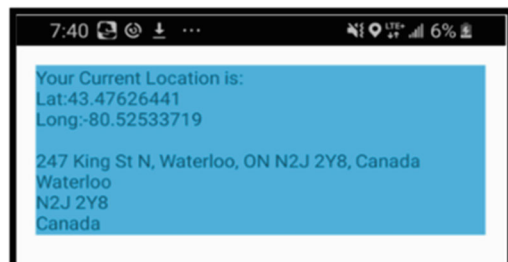 7:40 ... LTE+ 6%
Your Current Location is:
Lat:43.47626441
Long:-80.52533719
247 King St N, Waterloo, ON N2J 2Y8, Canada
Waterloo
N2J 2Y8
Canada